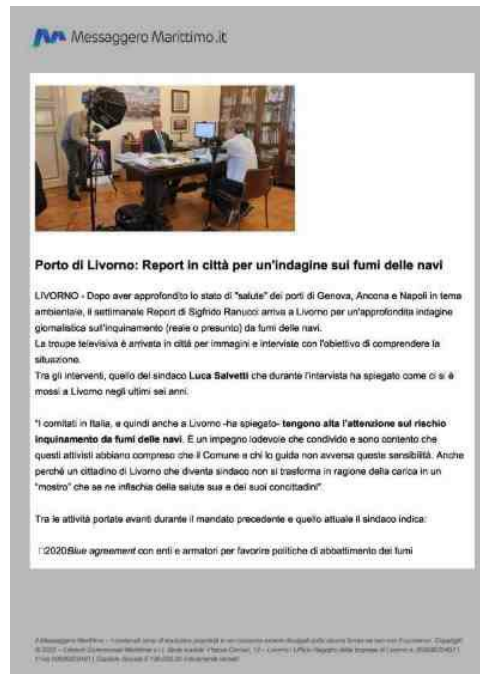 Messaggero Marittimo.it
Porto di Livorno: Report in città per un'indagine sui fumi delle navi
LIVORNO - Dopo aver approfondito lo stato di "salute" dei porti di Genova, Ancona e Napoli in tema
ambientale, il settimanale Report di Sigfrido Ranucci arriva a Livorno per un'approfondita indagine
giornalistica sull'inquinamento (reale o presunto) da fumi delle navi.
La troupe televisiva è arrivata in città per immagini e interviste con l'obiettivo di comprendere la
situazione.
Tra gli interventi, quello del sindaco Luca Salvetti che durante l'intervista ha spiegato come ci si è
mossi a Livorno negli ultimi sei anni.
"I comitati in Italia, e quindi anche a Livorno -ha spiegato- tengono alta l'attenzione sul rischio
inquinamento da fumi delle navi. È un impegno lodevole che condivido e sono contento che
questi attivisti abbiano compreso che il Comune e chi lo guida non avversa queste sensibilità. Anche
perché un cittadino di Livorno che diventa sindaco non si trasforma in ragione della carica in un
"mostro" che se ne infischia della salute sua e dei suoi concittadini".
Tra le attività portate avanti durante il mandato precedente e quello attuale il sindaco indica:
2020Blue agreement con enti e armatori per favorire politiche di abbattimento dei fumi